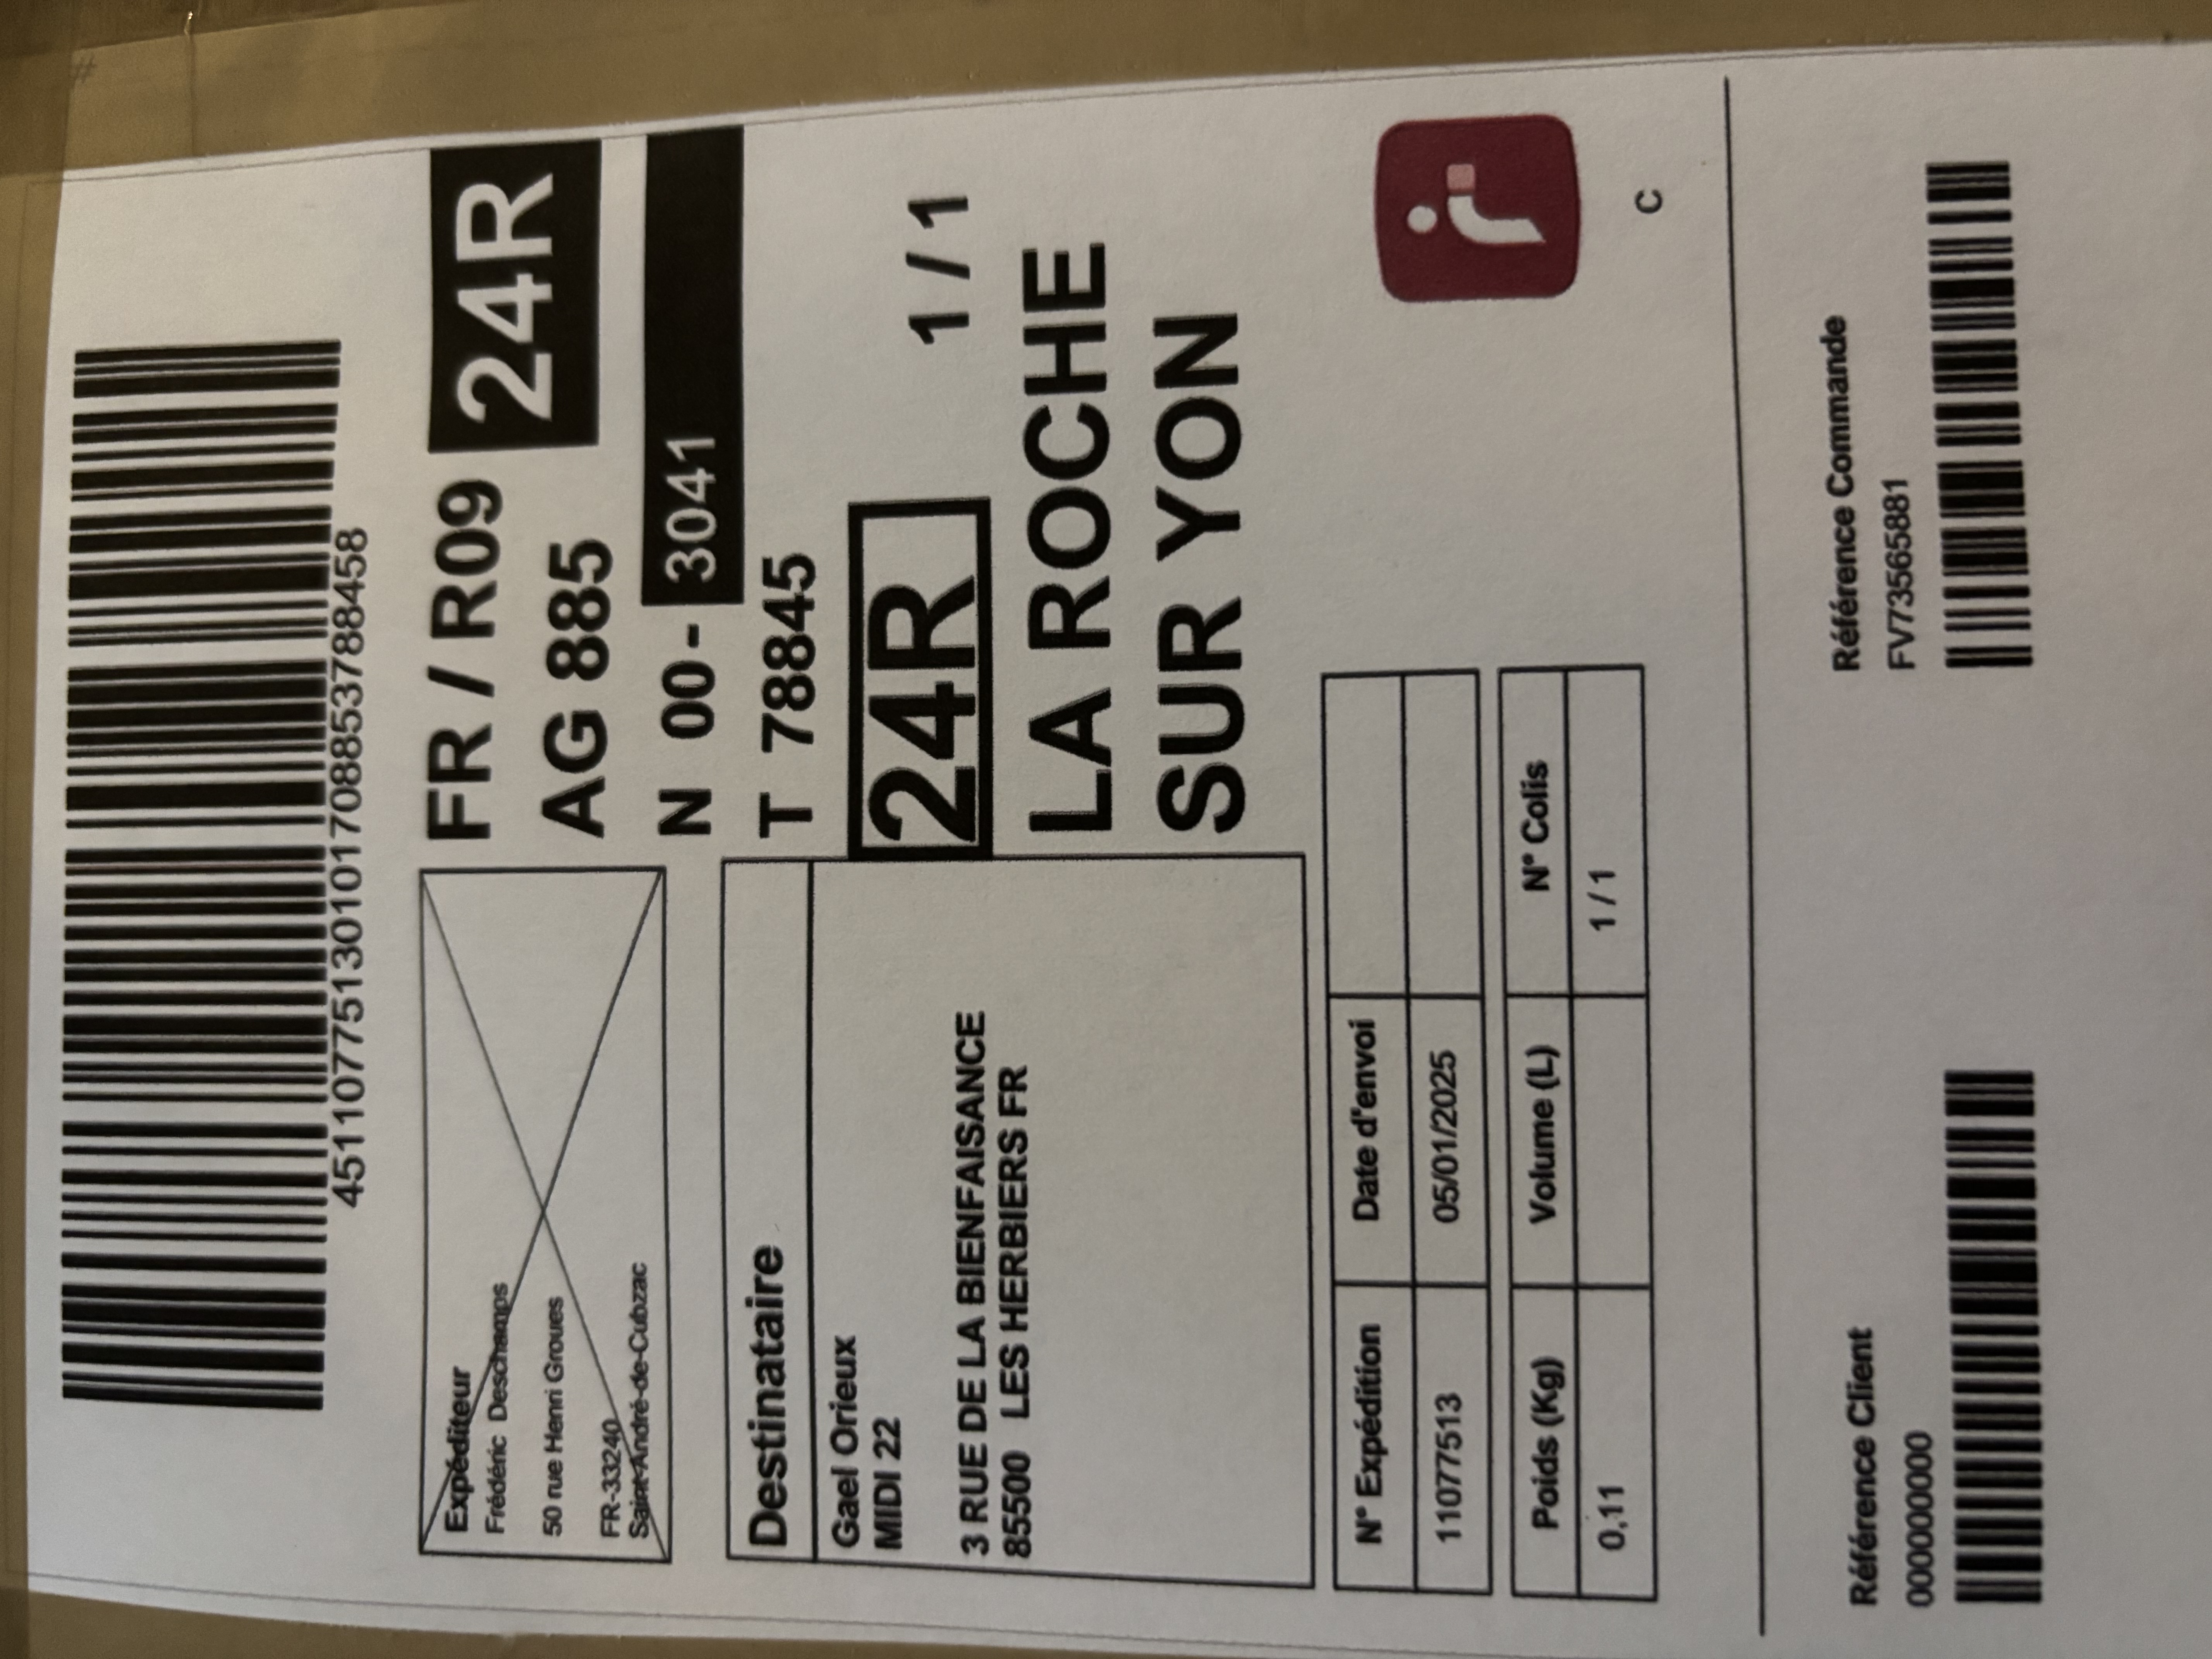 45110775130101708853788458
Expéditeur
Frédéric Deschamps
50 rue Henri Groues
FR-33240
Saint-André-de-Cubzac
FR / R09 24R
AG 885
N 00- 3041
T 78845
24R 1 / 1
LA ROCHE
SUR YON
Destinataire
Gael Orieux
MIDI 22
3 RUE DE LA BIENFAISANCE
85500 LES HERBIERS FR
N° Expédition Date d'envoi
11077513 05/01/2025
Poids (Kg) Volume (L) N° Colis
0,11 1 / 1
C
Référence Client
0000000000
Référence Commande
FV735665881